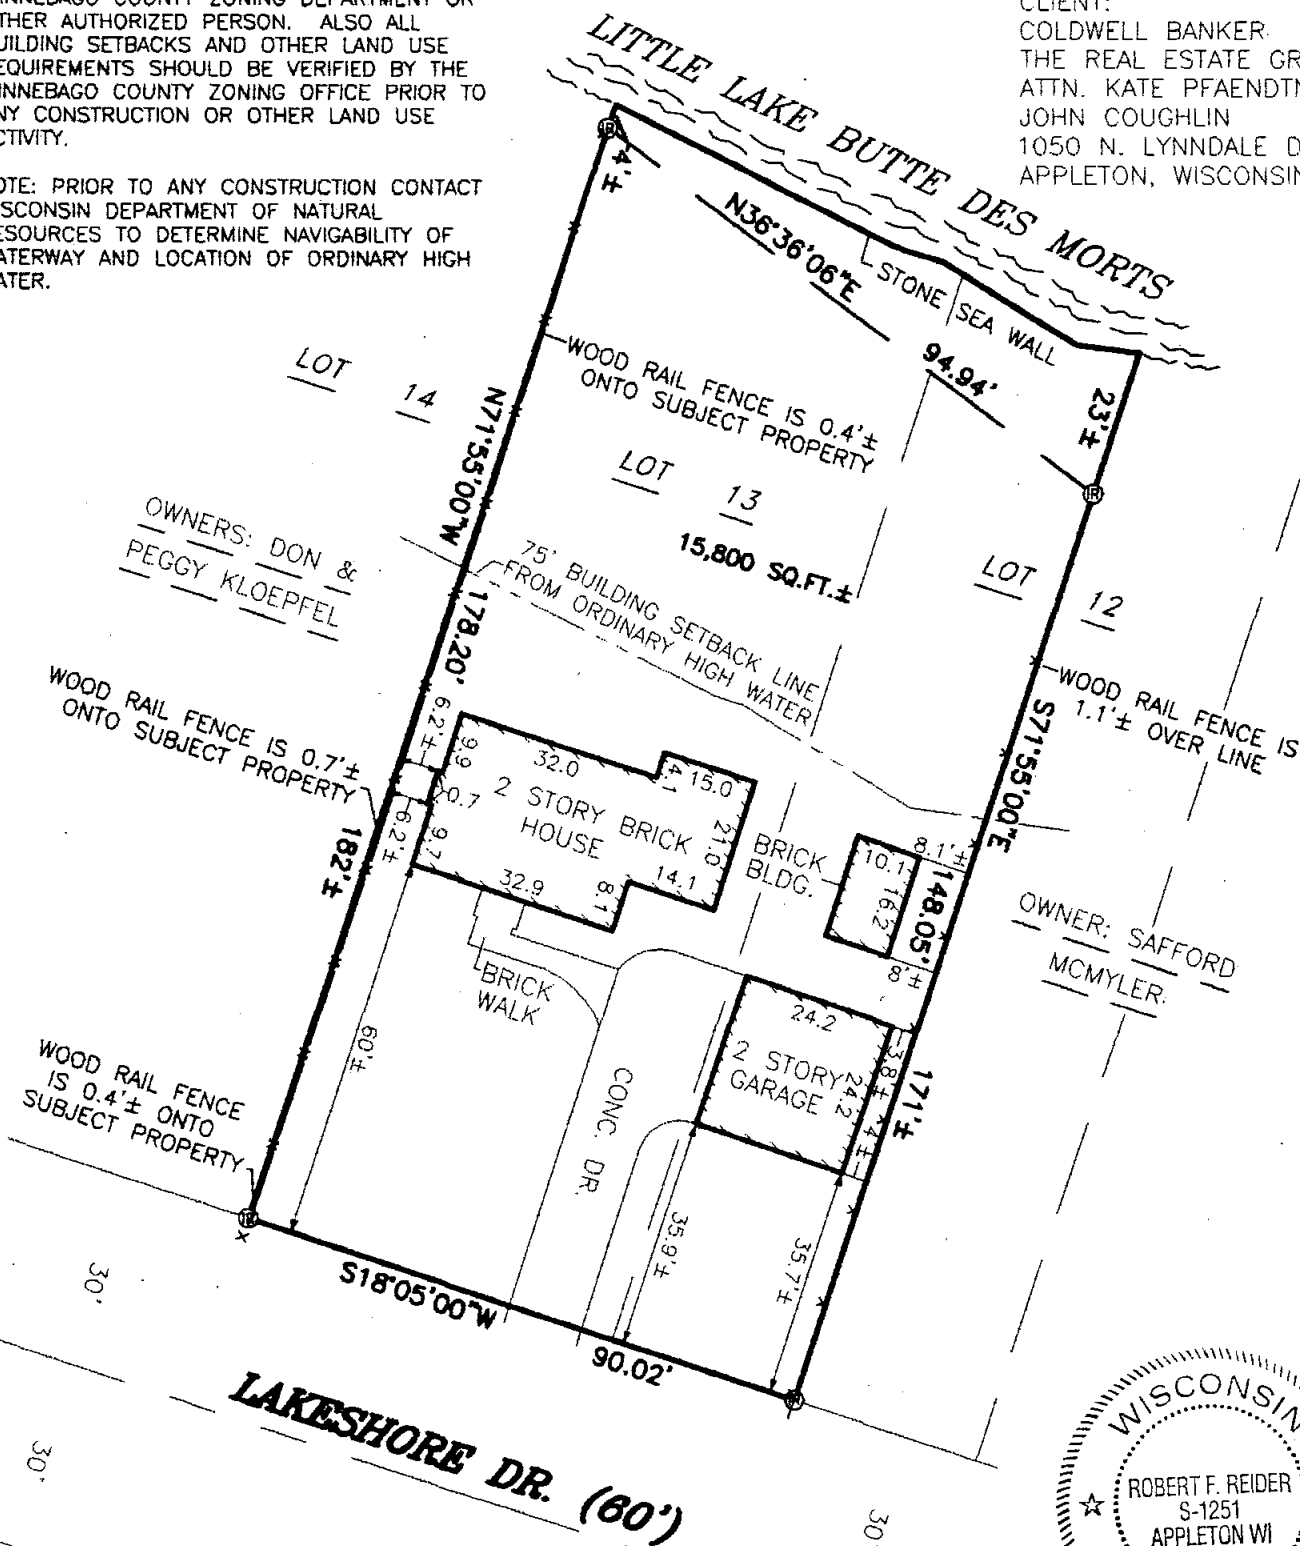 THER AUTHORIZED PERSON. ALSO ALL
UILDING SETBACKS AND OTHER LAND USE
EQUIREMENTS SHOULD BE VERIFIED BY THE
INNEBAGO COUNTY ZONING OFFICE PRIOR TO
NY CONSTRUCTION OR OTHER LAND USE
CTIVITY.
OTE: PRIOR TO ANY CONSTRUCTION CONTACT
ISCONSIN DEPARTMENT OF NATURAL
ESOURCES TO DETERMINE NAVIGABILITY OF
ATERWAY AND LOCATION OF ORDINARY HIGH
ATER.
CLIENT:
COLDWELL BANKER
THE REAL ESTATE GR
ATTN. KATE PFAENDTN
JOHN COUGHLIN
1050 N. LYNNDALE D
APPLETON, WISCONSIN
LITTLE LAKE BUTTE DES MORTS
4'±
N36°36'06"E
94.94'
STONE SEA WALL
23'±
WOOD RAIL FENCE IS 0.4'±
ONTO SUBJECT PROPERTY
LOT 14
N71°55'00"W
178.20'
LOT 13
15,800 SQ.FT.±
LOT 12
OWNERS: DON &
PEGGY KLOEPFEL
75' BUILDING SETBACK LINE
FROM ORDINARY HIGH WATER
WOOD RAIL FENCE IS
1.1'± OVER LINE
S71°55'00"E
148.05'
WOOD RAIL FENCE IS 0.7'±
ONTO SUBJECT PROPERTY
182'±
6.2'±
9.9
32.0
4.1
15.0
0.7
2 STORY BRICK
HOUSE
21.0
6.2'±
9.7
32.9
8.1
14.1
BRICK
BLDG.
10.1
16.2
8.1'±
8'±
OWNER: SAFFORD
MCMYLER
BRICK
WALK
60'±
CONC. DR.
24.2
2 STORY
GARAGE
24.2
3.8'±
4'±
171'±
WOOD RAIL FENCE
IS 0.4'± ONTO
SUBJECT PROPERTY
35.9'±
35.7'±
S18°05'00"W
90.02'
30'
30'
LAKESHORE DR. (60')
30'
WISCONSIN
ROBERT F. REIDER
S-1251
APPLETON WI